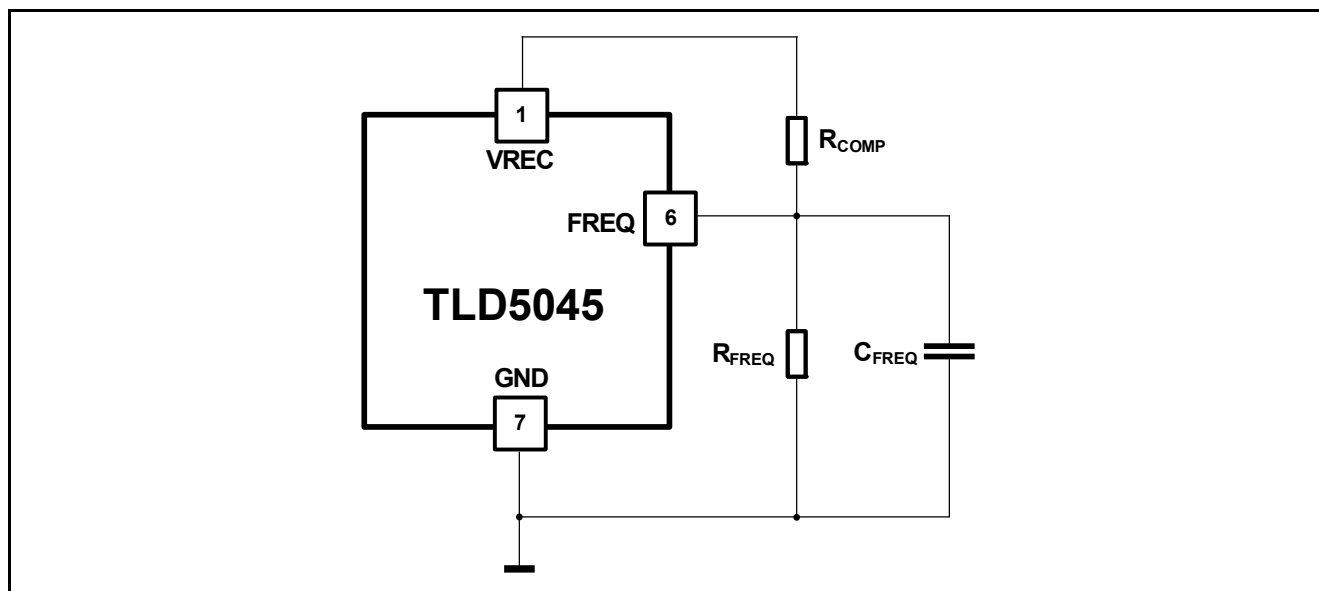 1
VREC
RCOMP
FREQ
6
TLD5045
RFREQ
CFREQ
GND
7